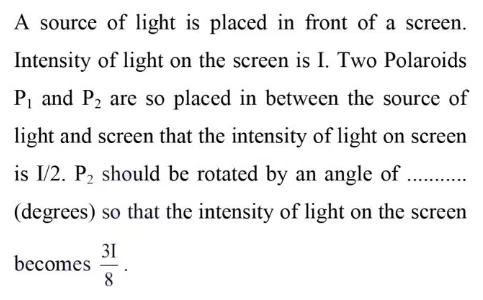 A source of light is placed in front of a screen.
Intensity of light on the screen is I. Two Polaroids
P₁ and P₂ are so placed in between the source of
light and screen that the intensity of light on screen
is I/2. P₂ should be rotated by an angle of ...........
(degrees) so that the intensity of light on the screen
becomes 3I/8 .